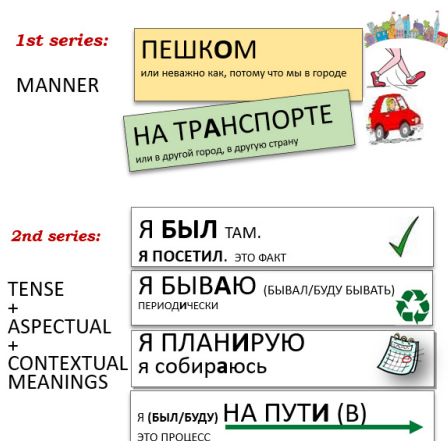 1st series:
MANNER
ПЕШКОМ
или неважно как, потому что мы в городе
НА ТРАНСПОРТЕ
или в другой город, в другую страну
2nd series:
TENSE
+
ASPECTUAL
+
CONTEXTUAL
MEANINGS
Я БЫЛ ТАМ.
Я ПОСЕТИЛ. ЭТО ФАКТ
Я БЫВАЮ (БЫВАЛ/БУДУ БЫВАТЬ)
ПЕРИОДИЧЕСКИ
Я ПЛАНИРУЮ
я собираюсь
Я (БЫЛ/БУДУ) НА ПУТИ (В)
ЭТО ПРОЦЕСС